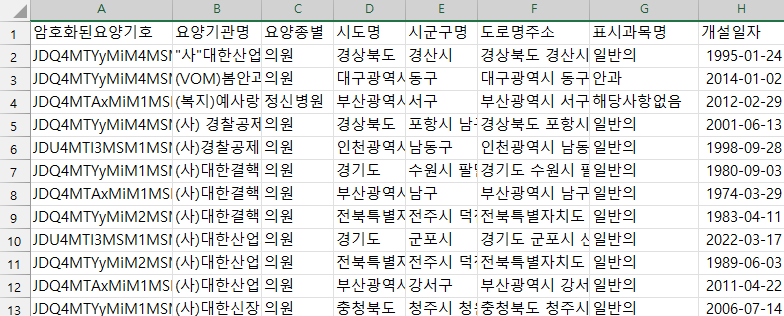 A B C D E F G H
1 암호화된요양기호 요양기관명 요양종별 시도명 시군구명 도로명주소 표시과목명 개설일자
2 JDQ4MTYyMiM4MSI "사"대한산업 의원 경상북도 경산시 경상북도 경산시 일반의 1995-01-24
3 JDQ4MTYyMiM4MSI (VOM)봄안과 의원 대구광역시 동구 대구광역시 동구 안과 2014-01-02
4 JDQ4MTAxMiM1MSI (복지)예사랑 정신병원 부산광역시 서구 부산광역시 서구 해당사항없음 2012-02-29
5 JDQ4MTYyMiM4MSI (사) 경찰공제 의원 경상북도 포항시 남구 경상북도 포항시 일반의 2001-06-13
6 JDU4MTI3MSM1MSI (사)경찰공제 의원 인천광역시 남동구 인천광역시 남동 일반의 1998-09-28
7 JDQ4MTYyMiM1MSI (사)대한결핵 의원 경기도 수원시 팔달 경기도 수원시 팔 일반의 1980-09-03
8 JDQ4MTAxMiM1MSI (사)대한결핵 의원 부산광역시 남구 부산광역시 남구 일반의 1974-03-29
9 JDQ4MTYyMiM2MSI (사)대한결핵 의원 전북특별자 전주시 덕진 전북특별자치도 일반의 1983-04-11
10 JDU4MTI3MSM1MSI (사)대한산업 의원 경기도 군포시 경기도 군포시 산 일반의 2022-03-17
11 JDQ4MTYyMiM2MSI (사)대한산업 의원 전북특별자 전주시 덕진 전북특별자치도 일반의 1989-06-03
12 JDQ4MTAxMiM1MSI (사)대한산업 의원 부산광역시 강서구 부산광역시 강서 일반의 2011-04-22
13 JDQ4MTYyMiM1MSI (사)대한신장 의원 충청북도 청주시 청원 충청북도 청주시 일반의 2006-07-14